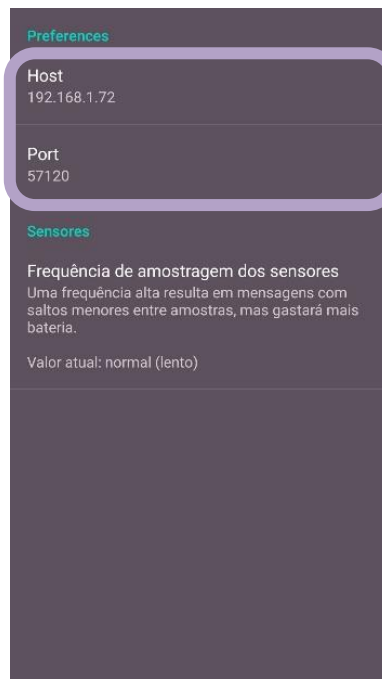 Preferences
Host
192.168.1.72
Port
57120
Sensores
Frequência de amostragem dos sensores
Uma frequência alta resulta em mensagens com
saltos menores entre amostras, mas gastará mais
bateria.
Valor atual: normal (lento)